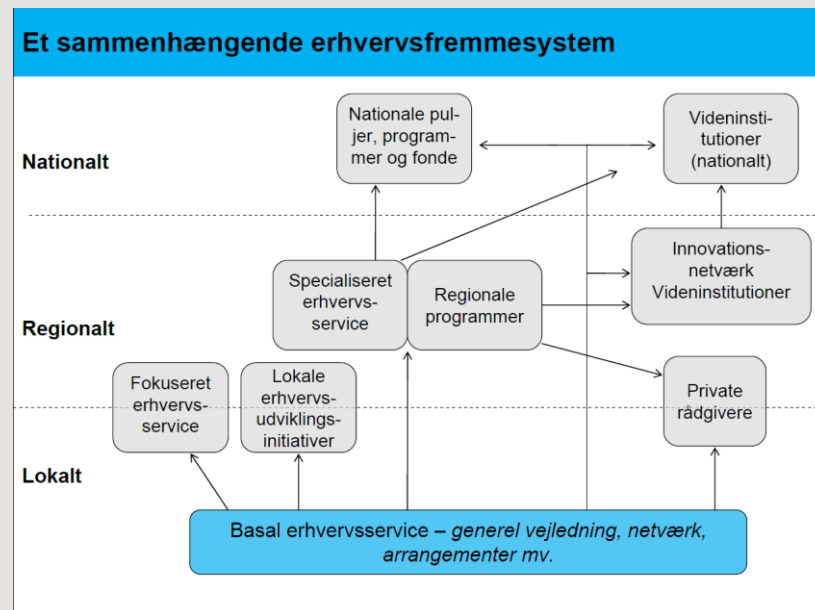 Et sammenhængende erhvervsfremmesystem
Nationale pul-
jer, program-
mer og fonde
Videninsti-
tutioner
(nationalt)
Nationalt
Innovations-
netværk
Videninstitutioner
Specialiseret
erhvervs-
service
Regionale
programmer
Regionalt
Fokuseret
erhvervs-
service
Lokale
erhvervs-
udviklings-
initiativer
Private
rådgivere
Lokalt
Basal erhvervsservice – generel vejledning, netværk,
arrangementer mv.